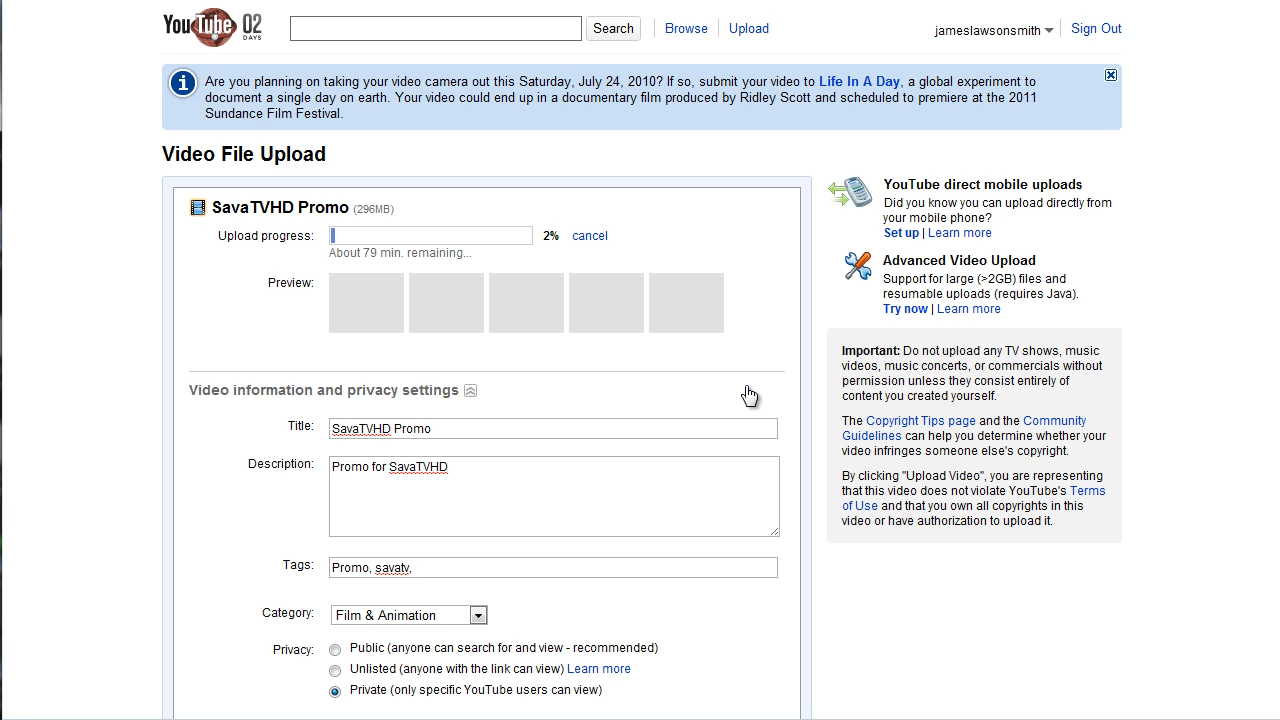 YouTube 02 DAYS
Search
Browse
Upload
jameslawsonsmith
Sign Out
Are you planning on taking your video camera out this Saturday, July 24, 2010? If so, submit your video to Life In A Day, a global experiment to
document a single day on earth. Your video could end up in a documentary film produced by Ridley Scott and scheduled to premiere at the 2011
Sundance Film Festival.
Video File Upload
SavaTVHD Promo (296MB)
Upload progress:
2% cancel
About 79 min. remaining...
Preview:
Video information and privacy settings
Title:
SavaTVHD Promo
Description:
Promo for SavaTVHD
Tags:
Promo, savatv,
Category:
Film & Animation
Privacy:
Public (anyone can search for and view - recommended)
Unlisted (anyone with the link can view) Learn more
Private (only specific YouTube users can view)
YouTube direct mobile uploads
Did you know you can upload directly from
your mobile phone?
Set up | Learn more
Advanced Video Upload
Support for large (>2GB) files and
resumable uploads (requires Java).
Try now | Learn more
Important: Do not upload any TV shows, music
videos, music concerts, or commercials without
permission unless they consist entirely of
content you created yourself.
The Copyright Tips page and the Community
Guidelines can help you determine whether your
video infringes someone else's copyright.
By clicking "Upload Video", you are representing
that this video does not violate YouTube's Terms
of Use and that you own all copyrights in this
video or have authorization to upload it.